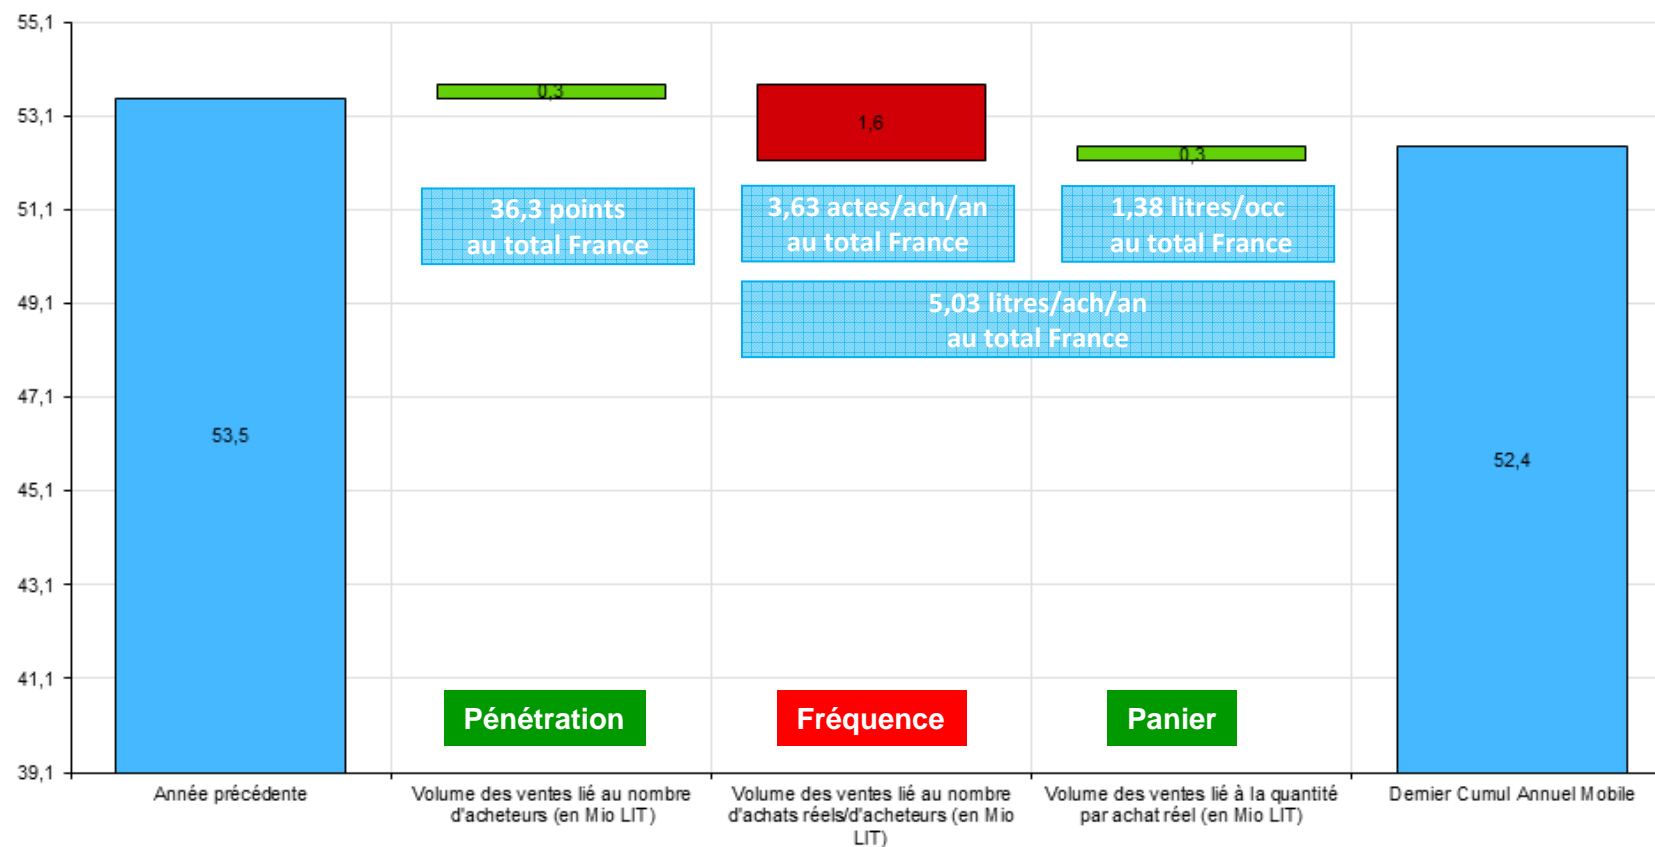 55,1
53,1
51,1
49,1
47,1
45,1
43,1
41,1
39,1
53,5
0,3
1,6
0,3
52,4
36,3 points
au total France
3,63 actes/ach/an
au total France
1,38 litres/occ
au total France
5,03 litres/ach/an
au total France
Pénétration
Fréquence
Panier
Année précédente
Volume des ventes lié au nombre
d'acheteurs (en Mio LIT)
Volume des ventes lié au nombre
d'achats réels/d'acheteurs (en Mio
LIT)
Volume des ventes lié à la quantité
par achat réel (en Mio LIT)
Dernier Cumul Annuel Mobile